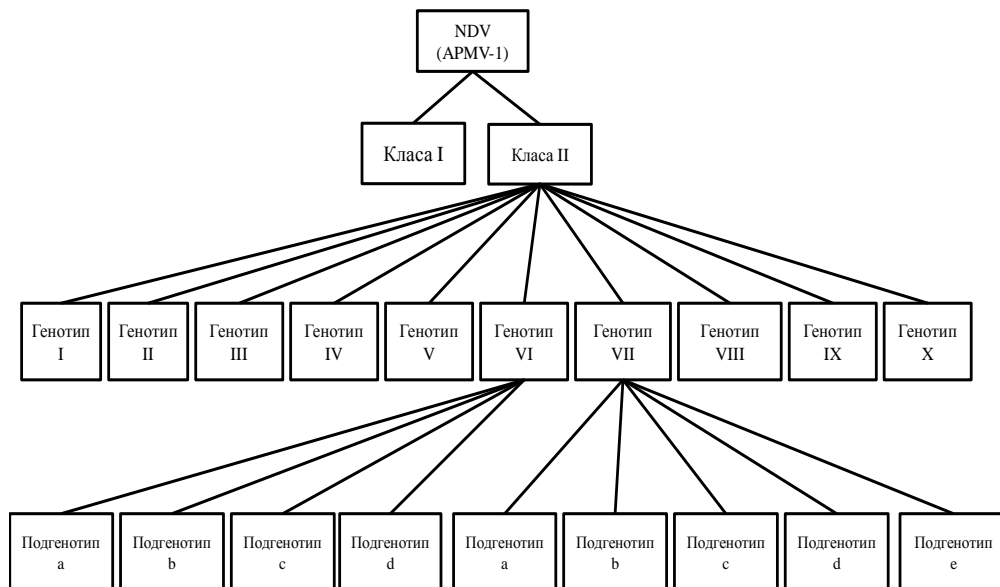 NDV
(APMV-1)
Класа I
Класа II
Генотип
I
Генотип
II
Генотип
III
Генотип
IV
Генотип
V
Генотип
VI
Генотип
VII
Генотип
VIII
Генотип
IX
Генотип
X
Подгенотип
a
Подгенотип
b
Подгенотип
c
Подгенотип
d
Подгенотип
a
Подгенотип
b
Подгенотип
c
Подгенотип
d
Подгенотип
e